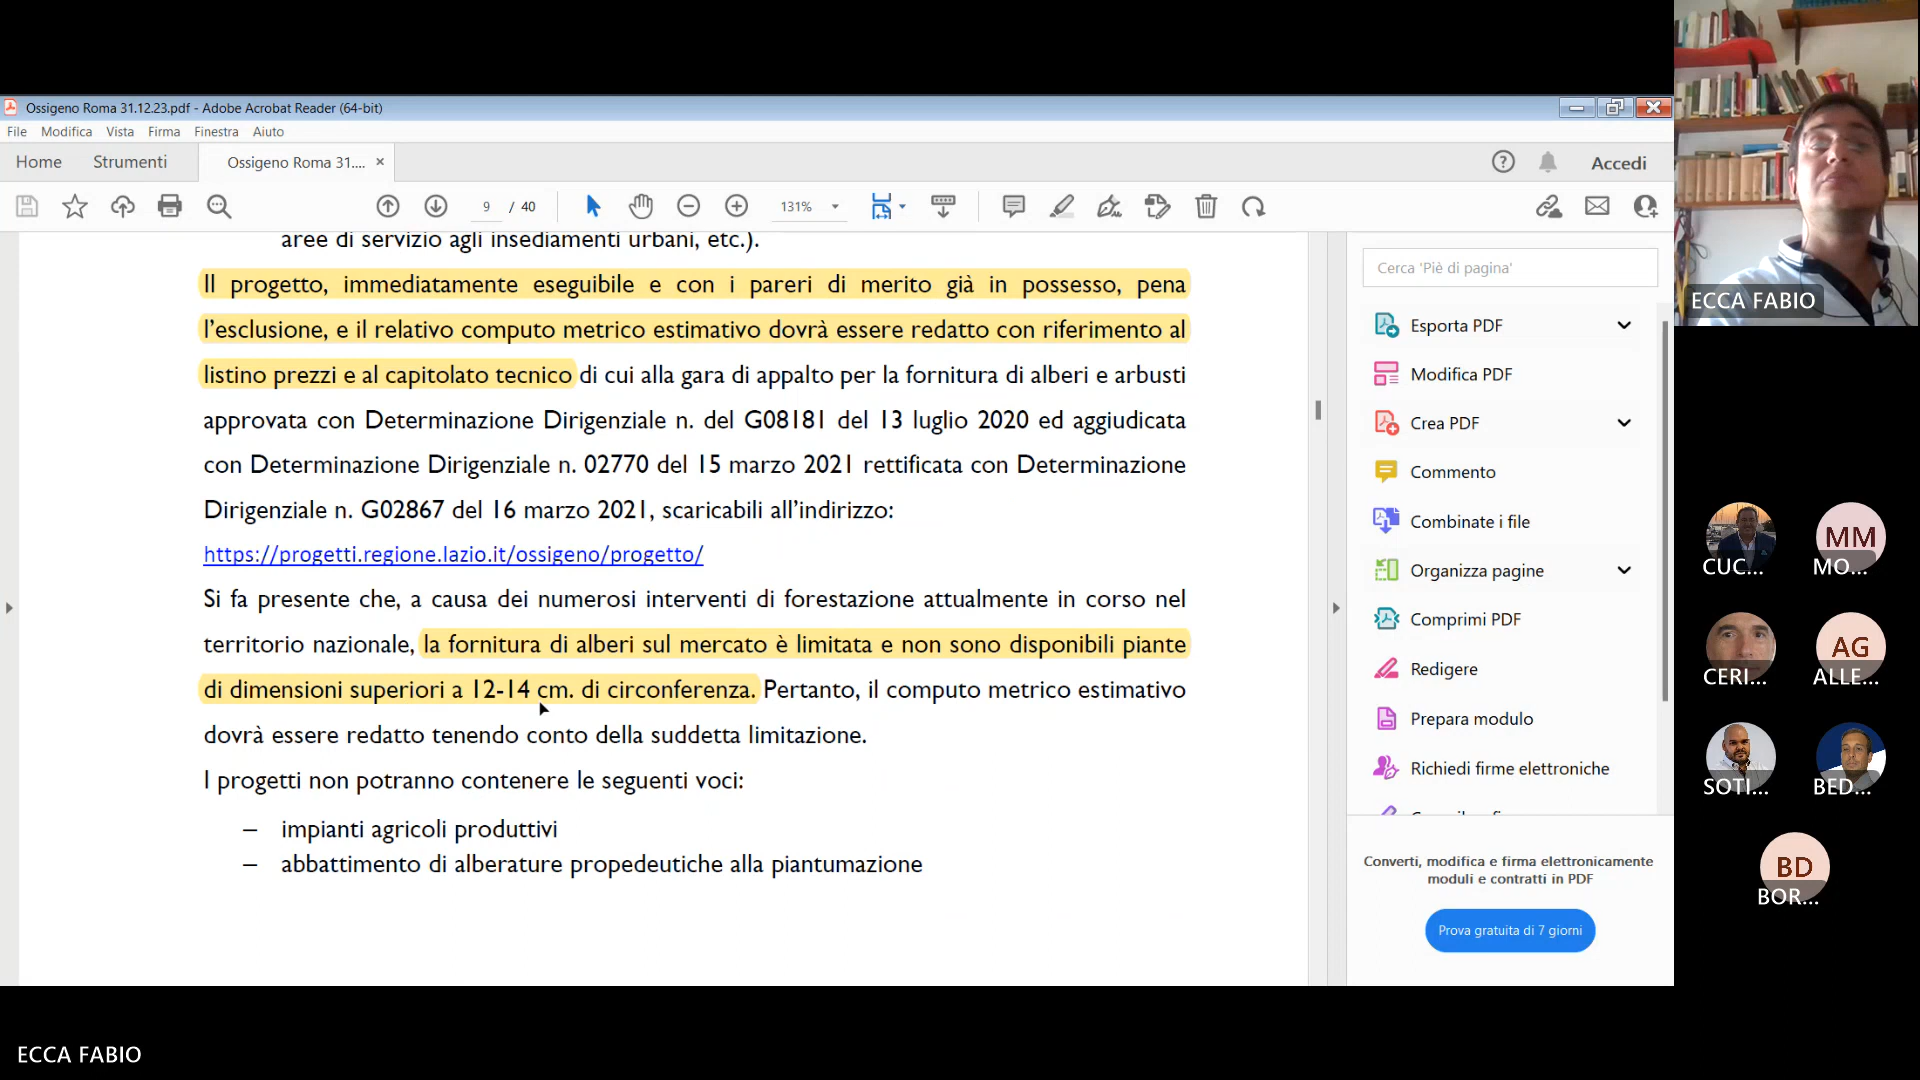 Ossigeno Roma 31.12.23.pdf - Adobe Acrobat Reader (64-bit)
File Modifica Vista Firma Finestra Aiuto
Home Strumenti Ossigeno Roma 31.... × Accedi
9 / 40 131%
aree di servizio agli insediamenti urbani, etc.).
Il progetto, immediatamente eseguibile e con i pareri di merito già in possesso, pena
l'esclusione, e il relativo computo metrico estimativo dovrà essere redatto con riferimento al
listino prezzi e al capitolato tecnico di cui alla gara di appalto per la fornitura di alberi e arbusti
approvata con Determinazione Dirigenziale n. del G08181 del 13 luglio 2020 ed aggiudicata
con Determinazione Dirigenziale n. 02770 del 15 marzo 2021 rettificata con Determinazione
Dirigenziale n. G02867 del 16 marzo 2021, scaricabili all'indirizzo:
https://progetti.regione.lazio.it/ossigeno/progetto/
Si fa presente che, a causa dei numerosi interventi di forestazione attualmente in corso nel
territorio nazionale, la fornitura di alberi sul mercato è limitata e non sono disponibili piante
di dimensioni superiori a 12-14 cm. di circonferenza. Pertanto, il computo metrico estimativo
dovrà essere redatto tenendo conto della suddetta limitazione.
I progetti non potranno contenere le seguenti voci:
– impianti agricoli produttivi
– abbattimento di alberature propedeutiche alla piantumazione
Cerca 'Piè di pagina'
Esporta PDF
Modifica PDF
Crea PDF
Commento
Combinate i file
Organizza pagine
Comprimi PDF
Redigere
Prepara modulo
Richiedi firme elettroniche
Converti, modifica e firma elettronicamente
moduli e contratti in PDF
Prova gratuita di 7 giorni
ECCA FABIO
MM
CUC... MO...
AG
CERI... ALLE...
SOTI... BED...
BD
BOR...
ECCA FABIO